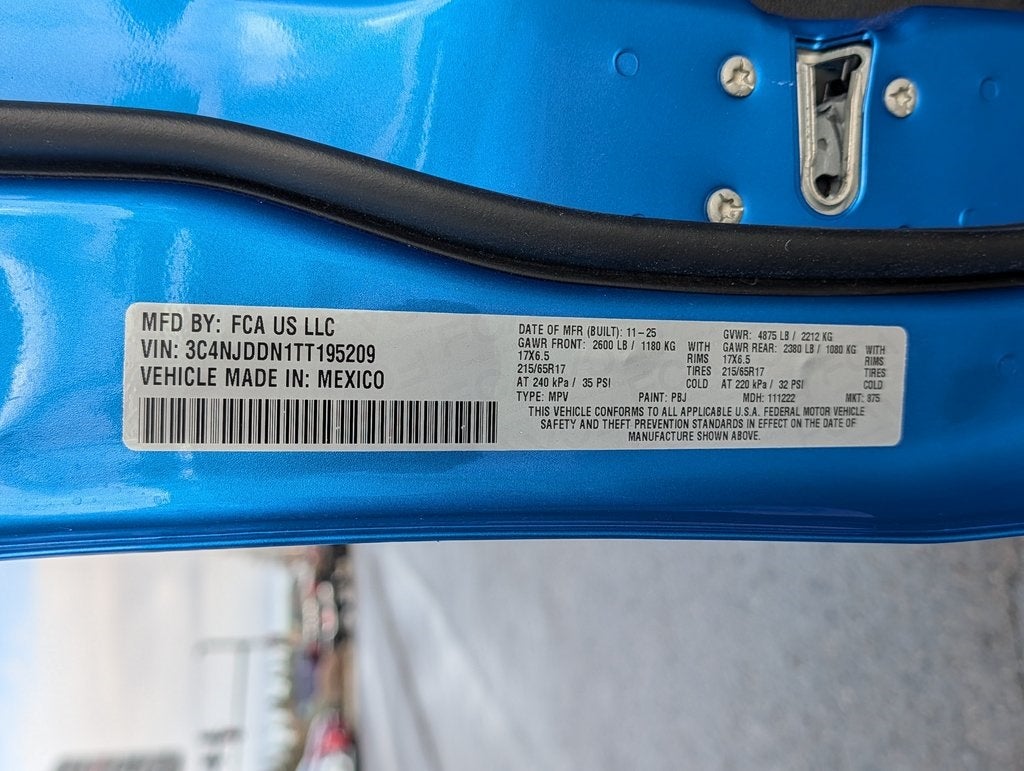 MFD BY: FCA US LLC
VIN: 3C4NJDDN1TT195209
VEHICLE MADE IN: MEXICO
DATE OF MFR (BUILT): 11-25
GAWR FRONT: 2600 LB / 1180 KG WITH
17X6.5 RIMS
215/65R17 TIRES
AT 240 kPa / 35 PSI COLD
GVWR: 4875 LB / 2212 KG
GAWR REAR: 2380 LB / 1080 KG WITH
17X6.5 RIMS
215/65R17 TIRES
AT 220 kPa / 32 PSI COLD
TYPE: MPV PAINT: PBJ MDH: 111222 MKT: 875
THIS VEHICLE CONFORMS TO ALL APPLICABLE U.S.A. FEDERAL MOTOR VEHICLE
SAFETY AND THEFT PREVENTION STANDARDS IN EFFECT ON THE DATE OF
MANUFACTURE SHOWN ABOVE.